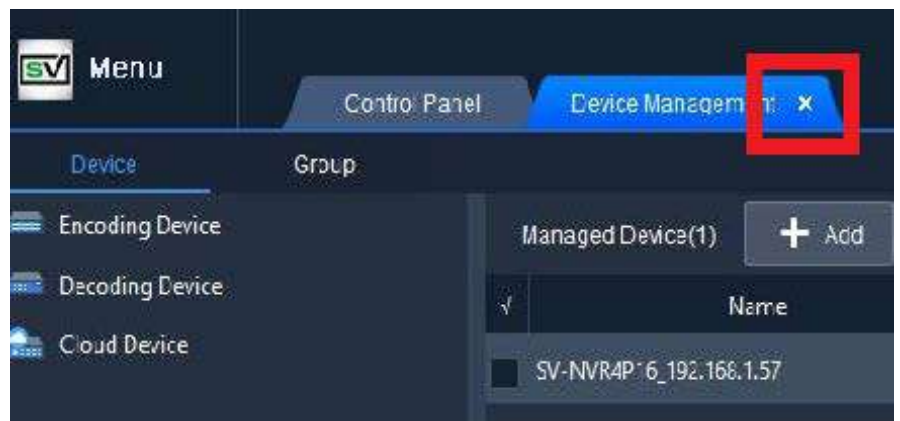 SV Menu
Control Panel Device Management ×
Device Group
Encoding Device
Managed Device(1) + Add
Decoding Device
√ Name
Cloud Device
SV-NVR4P16_192.168.1.57